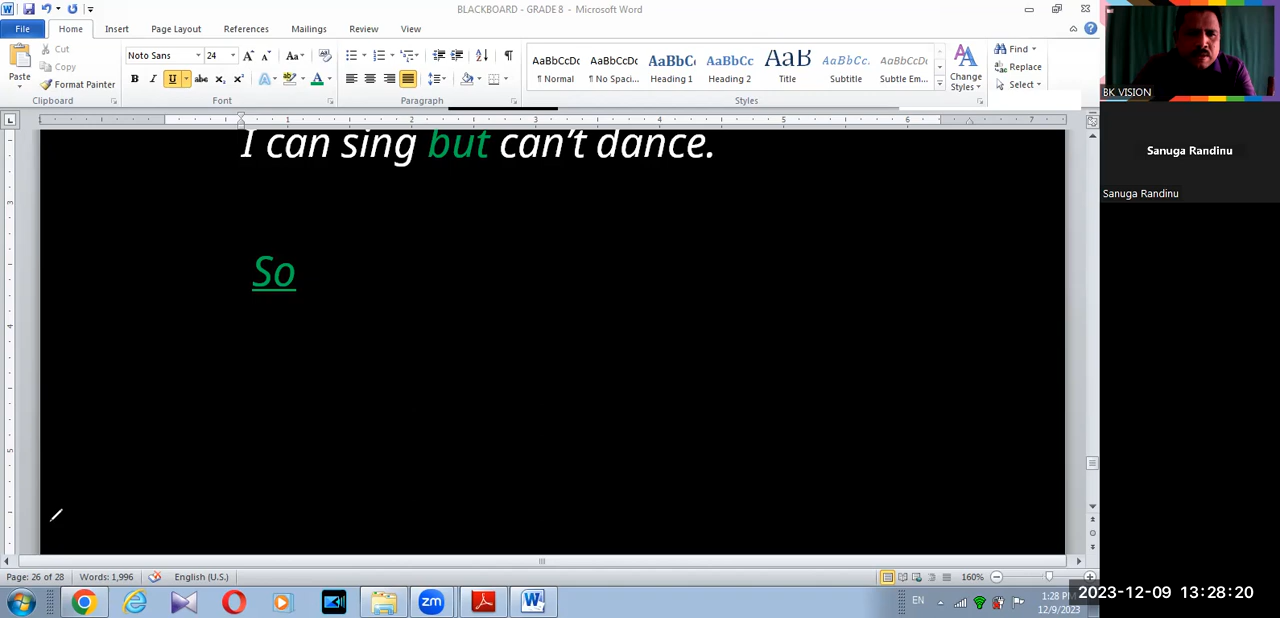 BLACKBOARD - GRADE 8 - Microsoft Word
File Home Insert Page Layout References Mailings Review View
Paste
Cut
Copy
Format Painter
Clipboard
Noto Sans 24
Font
Paragraph
AaBbCcDc AaBbCcDc AaBbC( AaBbCc AaB AaBbCc. AaBbCcDc
¶ Normal ¶ No Spaci... Heading 1 Heading 2 Title Subtitle Subtle Em...
Change
Styles
Styles
Find
Replace
Select
Editing
BK VISION
Sanuga Randinu
Sanuga Randinu
I can sing but can't dance.
So
Page: 26 of 28 Words: 1,996 English (U.S.) 160%
EN
1:28 PM
12/9/2023
2023-12-09 13:28:20